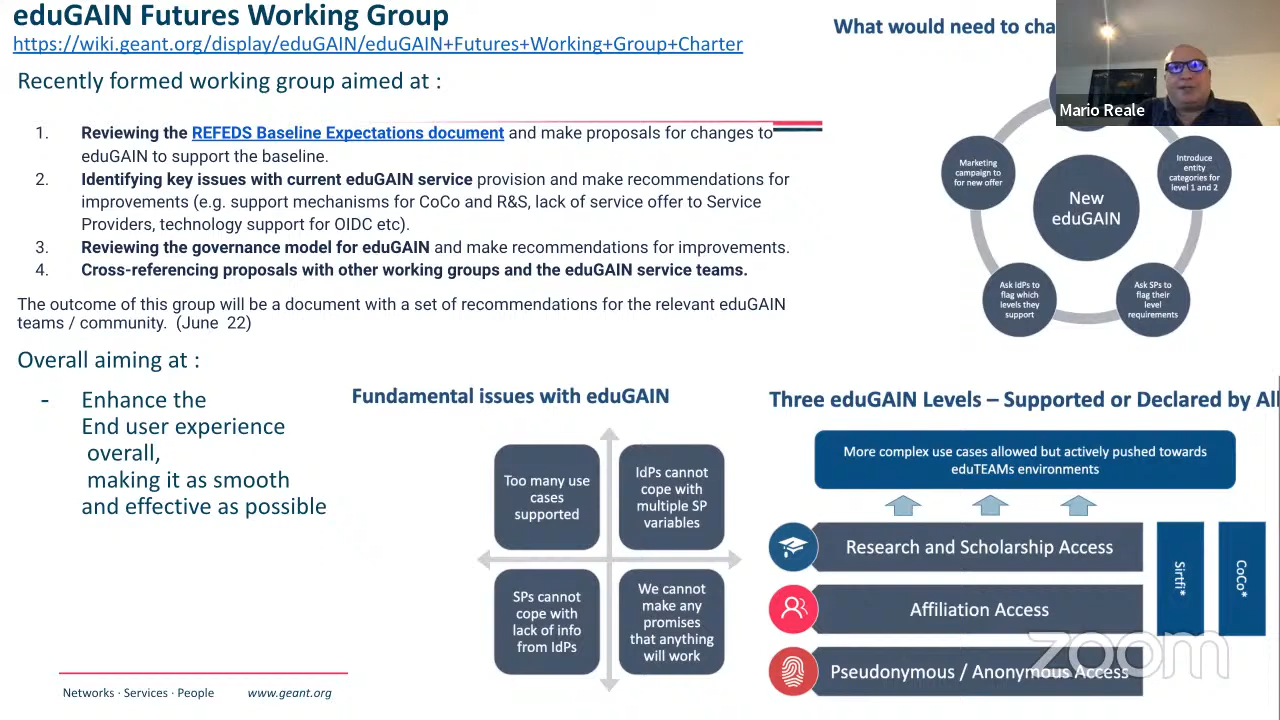 eduGAIN Futures Working Group
https://wiki.geant.org/display/eduGAIN/eduGAIN+Futures+Working+Group+Charter
Recently formed working group aimed at :
1. Reviewing the REFEDS Baseline Expectations document and make proposals for changes to
eduGAIN to support the baseline.
2. Identifying key issues with current eduGAIN service provision and make recommendations for
improvements (e.g. support mechanisms for CoCo and R&S, lack of service offer to Service
Providers, technology support for OIDC etc).
3. Reviewing the governance model for eduGAIN and make recommendations for improvements.
4. Cross-referencing proposals with other working groups and the eduGAIN service teams.
The outcome of this group will be a document with a set of recommendations for the relevant eduGAIN
teams / community. (June 22)
Overall aiming at :
- Enhance the
End user experience
overall,
making it as smooth
and effective as possible
What would need to
Mario Reale
Marketing
campaign to
for new offer
Introduce
entity
categories for
level 1 and 2
New
eduGAIN
Ask IdPs to
flag which
levels they
support
Ask SPs to
flag their
level
requirements
Fundamental issues with eduGAIN
Too many use
cases
supported
IdPs cannot
cope with
multiple SP
variables
SPs cannot
cope with
lack of info
from IdPs
We cannot
make any
promises
that anything
will work
Three eduGAIN Levels – Supported or Declared by All
More complex use cases allowed but actively pushed towards
eduTEAMs environments
Research and Scholarship Access
Affiliation Access
Pseudonymous / Anonymous Access
Sirtfi*
CoCo*
zoom
Networks · Services · People www.geant.org